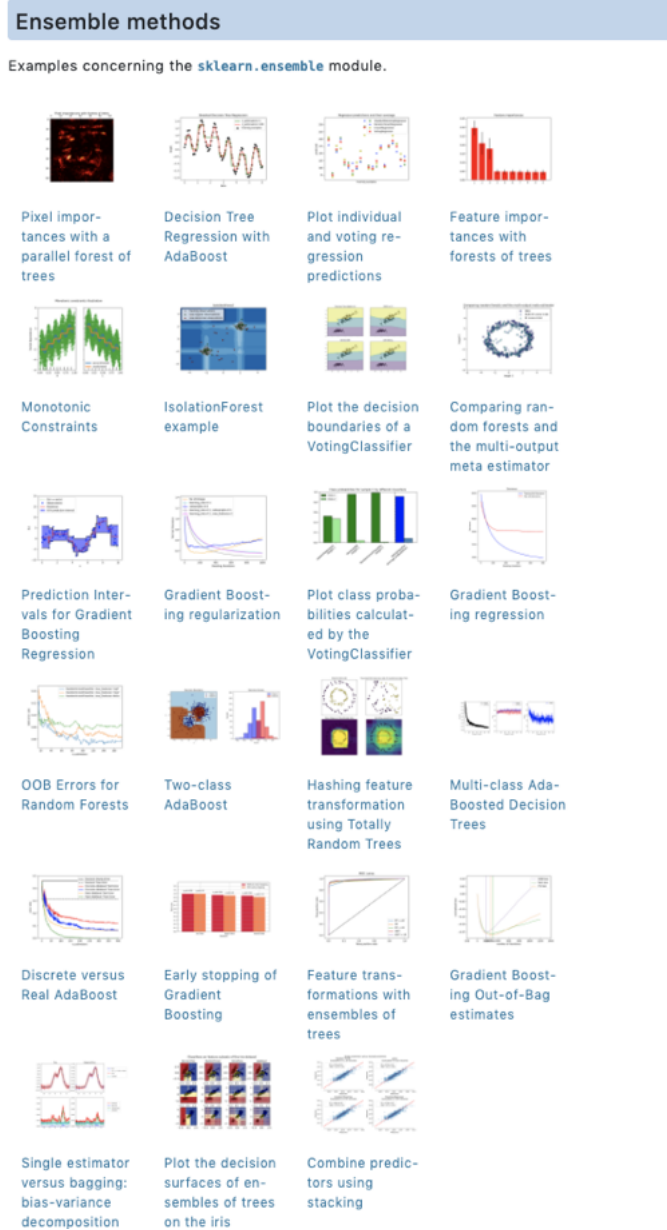 Ensemble methods
Examples concerning the sklearn.ensemble module.
Pixel impor-
tances with a
parallel forest of
trees
Decision Tree
Regression with
AdaBoost
Plot individual
and voting re-
gression
predictions
Feature impor-
tances with
forests of trees
Monotonic
Constraints
IsolationForest
example
Plot the decision
boundaries of a
VotingClassifier
Comparing ran-
dom forests and
the multi-output
meta estimator
Prediction Inter-
vals for Gradient
Boosting
Regression
Gradient Boost-
ing regularization
Plot class proba-
bilities calculat-
ed by the
VotingClassifier
Gradient Boost-
ing regression
OOB Errors for
Random Forests
Two-class
AdaBoost
Hashing feature
transformation
using Totally
Random Trees
Multi-class Ada-
Boosted Decision
Trees
Discrete versus
Real AdaBoost
Early stopping of
Gradient
Boosting
Feature trans-
formations with
ensembles of
trees
Gradient Boost-
ing Out-of-Bag
estimates
Single estimator
versus bagging:
bias-variance
decomposition
Plot the decision
surfaces of en-
sembles of trees
on the iris
Combine predic-
tors using
stacking